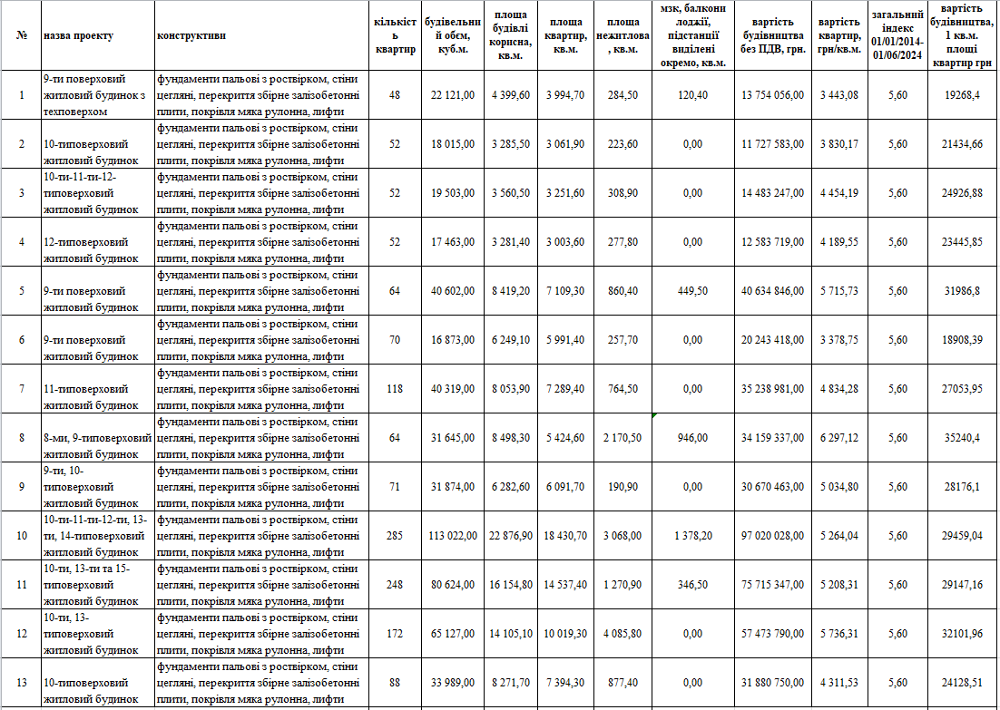 № назва проекту конструктиви кількість квартир будівельний обєм, куб.м. площа будівлі корисна, кв.м. площа квартир, кв.м. площа нежитлова, кв.м. мзк, балкони лоджії, підстанції виділені окремо, кв.м. вартість будівництва без ПДВ, грн. вартість квартир, грн/кв.м. загальний індекс 01/01/2014-01/06/2024 вартість будівництва, 1 кв.м. площі квартир грн
1 9-ти поверховий житловий будинок з техповерхом фундаменти пальові з роствірком, стіни цегляні, перекриття збірне залізобетонні плити, покрівля мяка рулонна, лифти 48 22 121,00 4 399,60 3 994,70 284,50 120,40 13 754 056,00 3 443,08 5,60 19268,4
2 10-типоверховий житловий будинок фундаменти пальові з роствірком, стіни цегляні, перекриття збірне залізобетонні плити, покрівля мяка рулонна, лифти 52 18 015,00 3 285,50 3 061,90 223,60 0,00 11 727 583,00 3 830,17 5,60 21434,66
3 10-ти-11-ти-12-типоверховий житловий будинок фундаменти пальові з роствірком, стіни цегляні, перекриття збірне залізобетонні плити, покрівля мяка рулонна, лифти 52 19 503,00 3 560,50 3 251,60 308,90 0,00 14 483 247,00 4 454,19 5,60 24926,88
4 12-типоверховий житловий будинок фундаменти пальові з роствірком, стіни цегляні, перекриття збірне залізобетонні плити, покрівля мяка рулонна, лифти 52 17 463,00 3 281,40 3 003,60 277,80 0,00 12 583 719,00 4 189,55 5,60 23445,85
5 9-ти поверховий житловий будинок фундаменти пальові з роствірком, стіни цегляні, перекриття збірне залізобетонні плити, покрівля мяка рулонна, лифти 64 40 602,00 8 419,20 7 109,30 860,40 449,50 40 634 846,00 5 715,73 5,60 31986,8
6 9-ти поверховий житловий будинок фундаменти пальові з роствірком, стіни цегляні, перекриття збірне залізобетонні плити, покрівля мяка рулонна, лифти 70 16 873,00 6 249,10 5 991,40 257,70 0,00 20 243 418,00 3 378,75 5,60 18908,39
7 11-типоверховий житловий будинок фундаменти пальові з роствірком, стіни цегляні, перекриття збірне залізобетонні плити, покрівля мяка рулонна, лифти 118 40 319,00 8 053,90 7 289,40 764,50 0,00 35 238 981,00 4 834,28 5,60 27053,95
8 8-ми, 9-типоверховий житловий будинок фундаменти пальові з роствірком, стіни цегляні, перекриття збірне залізобетонні плити, покрівля мяка рулонна, лифти 64 31 645,00 8 498,30 5 424,60 2 170,50 946,00 34 159 337,00 6 297,12 5,60 35240,4
9 9-ти, 10-типоверховий житловий будинок фундаменти пальові з роствірком, стіни цегляні, перекриття збірне залізобетонні плити, покрівля мяка рулонна, лифти 71 31 874,00 6 282,60 6 091,70 190,90 0,00 30 670 463,00 5 034,80 5,60 28176,1
10 10-ти-11-ти-12-ти, 13-ти, 14-типоверховий житловий будинок фундаменти пальові з роствірком, стіни цегляні, перекриття збірне залізобетонні плити, покрівля мяка рулонна, лифти 285 113 022,00 22 876,90 18 430,70 3 068,00 1 378,20 97 020 028,00 5 264,04 5,60 29459,04
11 10-ти, 13-ти та 15-типоверховий житловий будинок фундаменти пальові з роствірком, стіни цегляні, перекриття збірне залізобетонні плити, покрівля мяка рулонна, лифти 248 80 624,00 16 154,80 14 537,40 1 270,90 346,50 75 715 347,00 5 208,31 5,60 29147,16
12 10-ти, 13-типоверховий житловий будинок фундаменти пальові з роствірком, стіни цегляні, перекриття збірне залізобетонні плити, покрівля мяка рулонна, лифти 172 65 127,00 14 105,10 10 019,30 4 085,80 0,00 57 473 790,00 5 736,31 5,60 32101,96
13 10-типоверховий житловий будинок фундаменти пальові з роствірком, стіни цегляні, перекриття збірне залізобетонні плити, покрівля мяка рулонна, лифти 88 33 989,00 8 271,70 7 394,30 877,40 0,00 31 880 750,00 4 311,53 5,60 24128,51